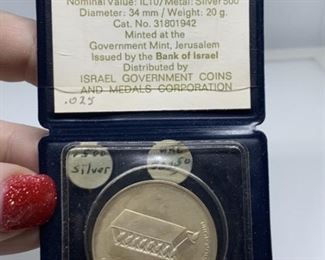 Nominal Value: IL10/Metal: Silver 500
Diameter: 34 mm / Weight: 20 g.
Cat. No. 31801942
Minted at the
Government Mint, Jerusalem
Issued by the Bank of Israel
Distributed by
ISRAEL GOVERNMENT COINS
AND MEDALS CORPORATION
.025
.500
Silver